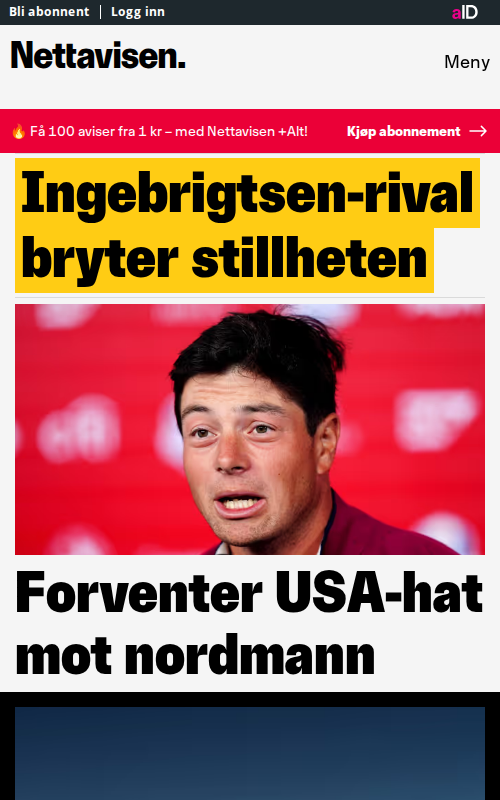 Bli abonnent | Logg inn
aID
Nettavisen.
Meny
🔥 Få 100 aviser fra 1 kr – med Nettavisen +Alt!
Kjøp abonnement →
Ingebrigtsen-rival
bryter stillheten
citi
Forventer USA-hat
mot nordmann